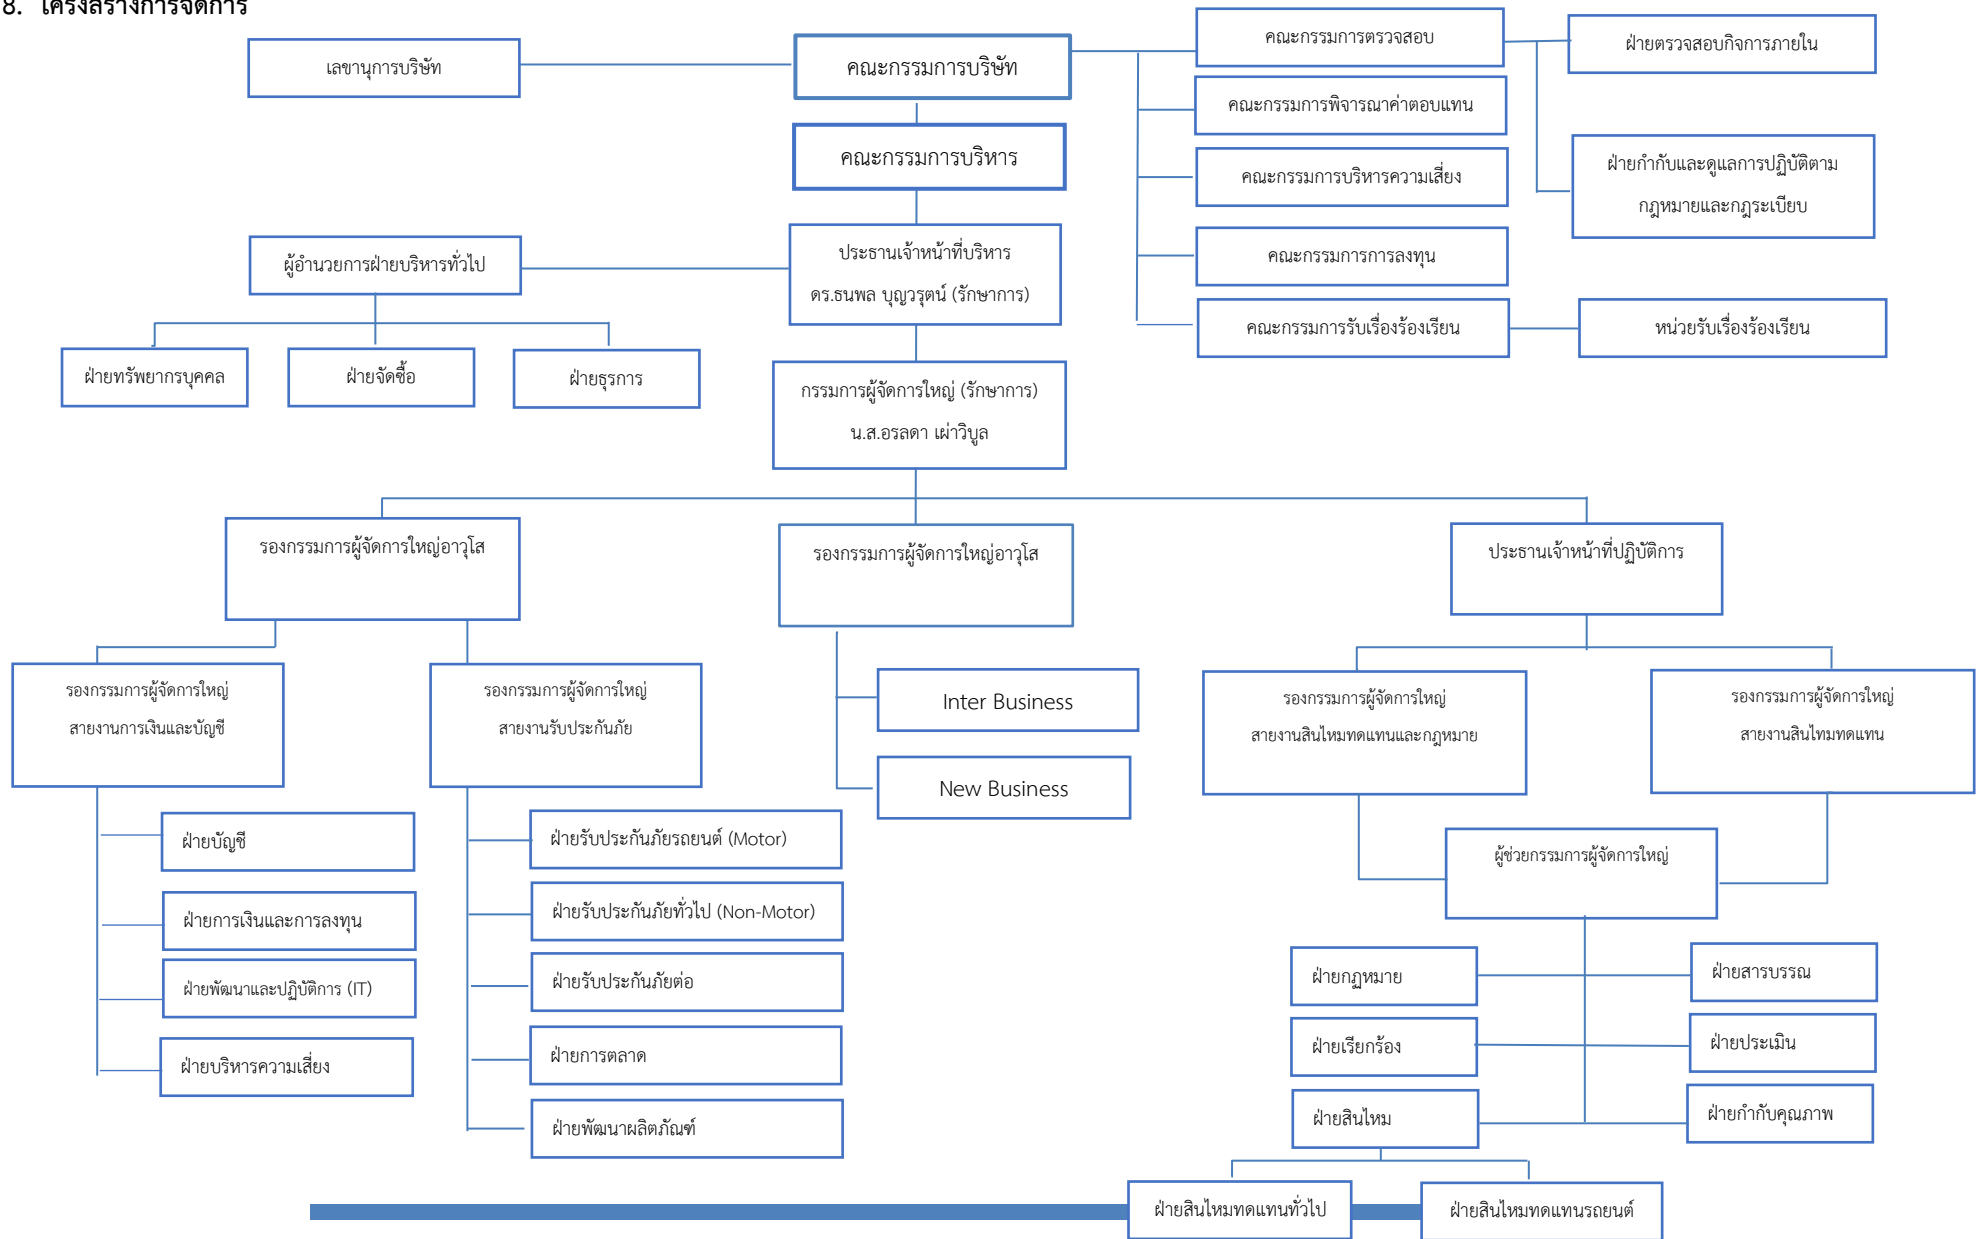 8. โครงสร้างการจัดการ
เลขานุการบริษัท
คณะกรรมการบริษัท
คณะกรรมการตรวจสอบ
ฝ่ายตรวจสอบกิจการภายใน
คณะกรรมการพิจารณาค่าตอบแทน
คณะกรรมการบริหาร
คณะกรรมการบริหารความเสี่ยง
ฝ่ายกำกับและดูแลการปฏิบัติตาม
กฎหมายและกฎระเบียบ
ผู้อำนวยการฝ่ายบริหารทั่วไป
ประธานเจ้าหน้าที่บริหาร
ดร.ธนพล บุญวรุตน์ (รักษาการ)
คณะกรรมการการลงทุน
คณะกรรมการรับเรื่องร้องเรียน
หน่วยรับเรื่องร้องเรียน
ฝ่ายทรัพยากรบุคคล
ฝ่ายจัดซื้อ
ฝ่ายธุรการ
กรรมการผู้จัดการใหญ่ (รักษาการ)
น.ส.อรลดา เผ่าวิบูล
รองกรรมการผู้จัดการใหญ่อาวุโส
รองกรรมการผู้จัดการใหญ่อาวุโส
ประธานเจ้าหน้าที่ปฏิบัติการ
รองกรรมการผู้จัดการใหญ่
สายงานการเงินและบัญชี
รองกรรมการผู้จัดการใหญ่
สายงานรับประกันภัย
Inter Business
New Business
รองกรรมการผู้จัดการใหญ่
สายงานสินไหมทดแทนและกฎหมาย
รองกรรมการผู้จัดการใหญ่
สายงานสินไทมทดแทน
ฝ่ายบัญชี
ฝ่ายการเงินและการลงทุน
ฝ่ายพัฒนาและปฏิบัติการ (IT)
ฝ่ายบริหารความเสี่ยง
ฝ่ายรับประกันภัยรถยนต์ (Motor)
ฝ่ายรับประกันภัยทั่วไป (Non-Motor)
ฝ่ายรับประกันภัยต่อ
ฝ่ายการตลาด
ฝ่ายพัฒนาผลิตภัณฑ์
ผู้ช่วยกรรมการผู้จัดการใหญ่
ฝ่ายกฎหมาย
ฝ่ายสารบรรณ
ฝ่ายเรียกร้อง
ฝ่ายประเมิน
ฝ่ายสินไหม
ฝ่ายกำกับคุณภาพ
ฝ่ายสินไหมทดแทนทั่วไป
ฝ่ายสินไหมทดแทนรถยนต์